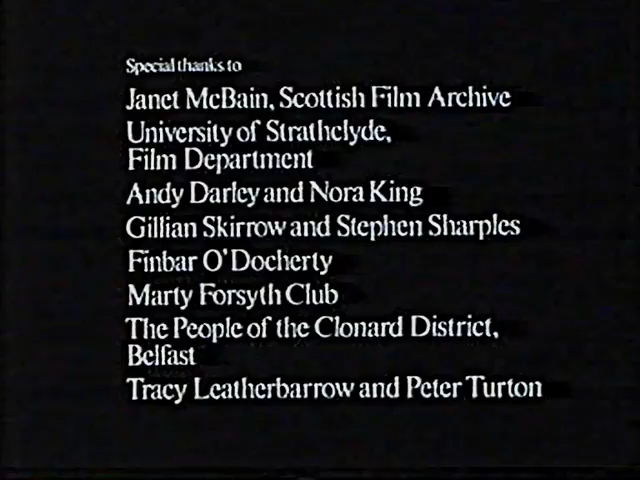 Special thanks to
Janet McBain, Scottish Film Archive
University of Strathclyde,
Film Department
Andy Darley and Nora King
Gillian Skirrow and Stephen Sharples
Finbar O'Docherty
Marty Forsyth Club
The People of the Clonard District,
Belfast
Tracy Leatherbarrow and Peter Turton